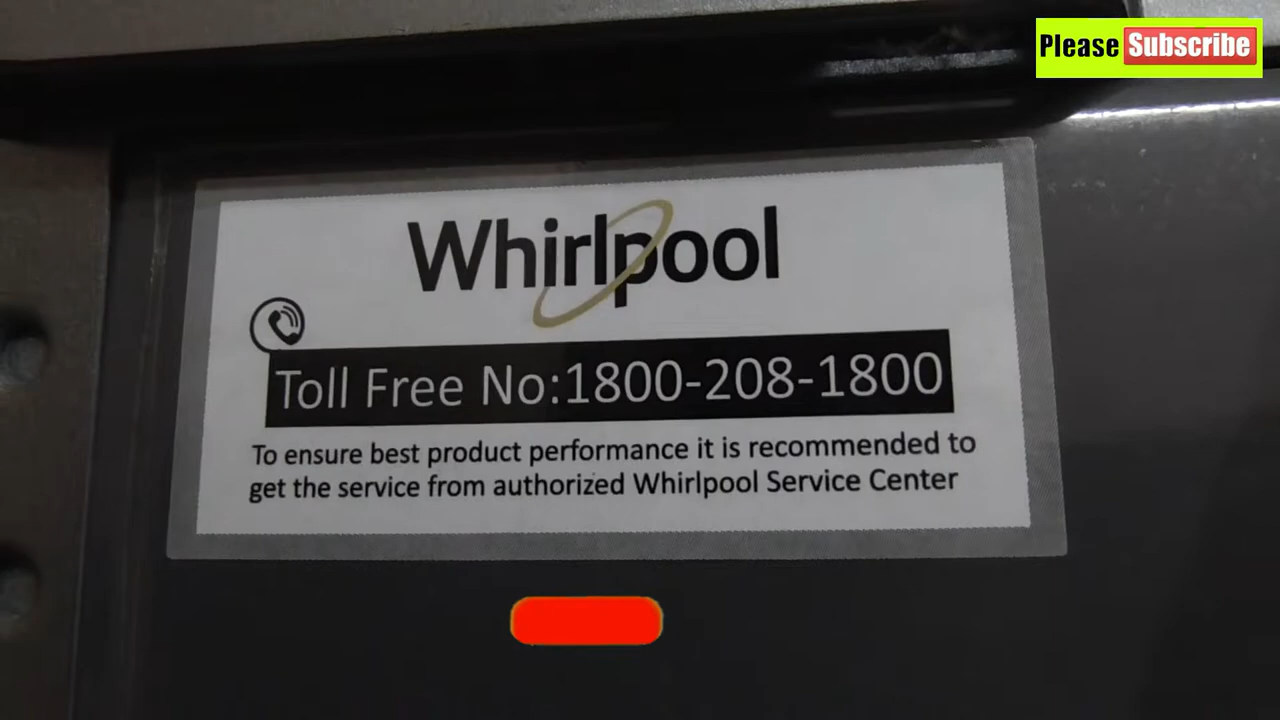 Please Subscribe
Whirlpool
Toll Free No:1800-208-1800
To ensure best product performance it is recommended to
get the service from authorized Whirlpool Service Center